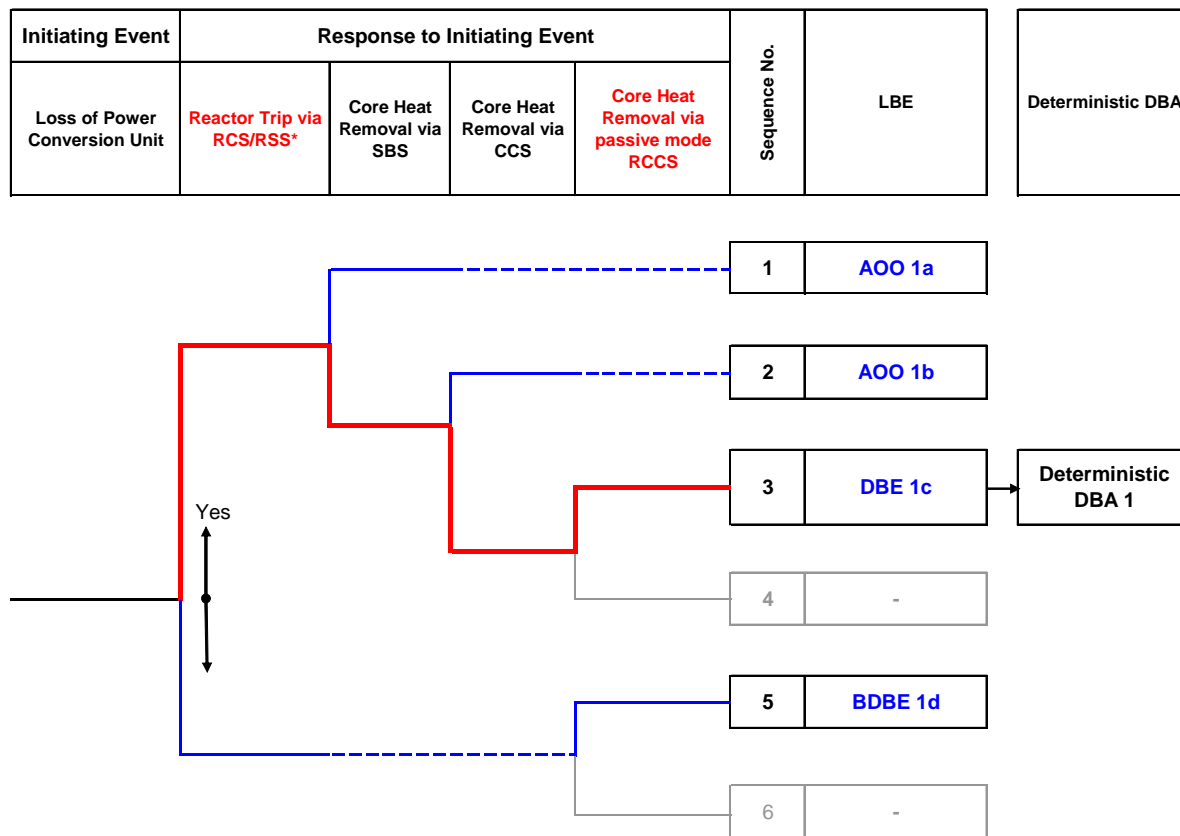 Initiating Event
Response to Initiating Event
Sequence No.
LBE
Deterministic DBA
Loss of Power
Conversion Unit
Reactor Trip via
RCS/RSS*
Core Heat
Removal via
SBS
Core Heat
Removal via
CCS
Core Heat
Removal via
passive mode
RCCS
1
AOO 1a
2
AOO 1b
3
DBE 1c
Deterministic
DBA 1
Yes
4
-
5
BDBE 1d
6
-